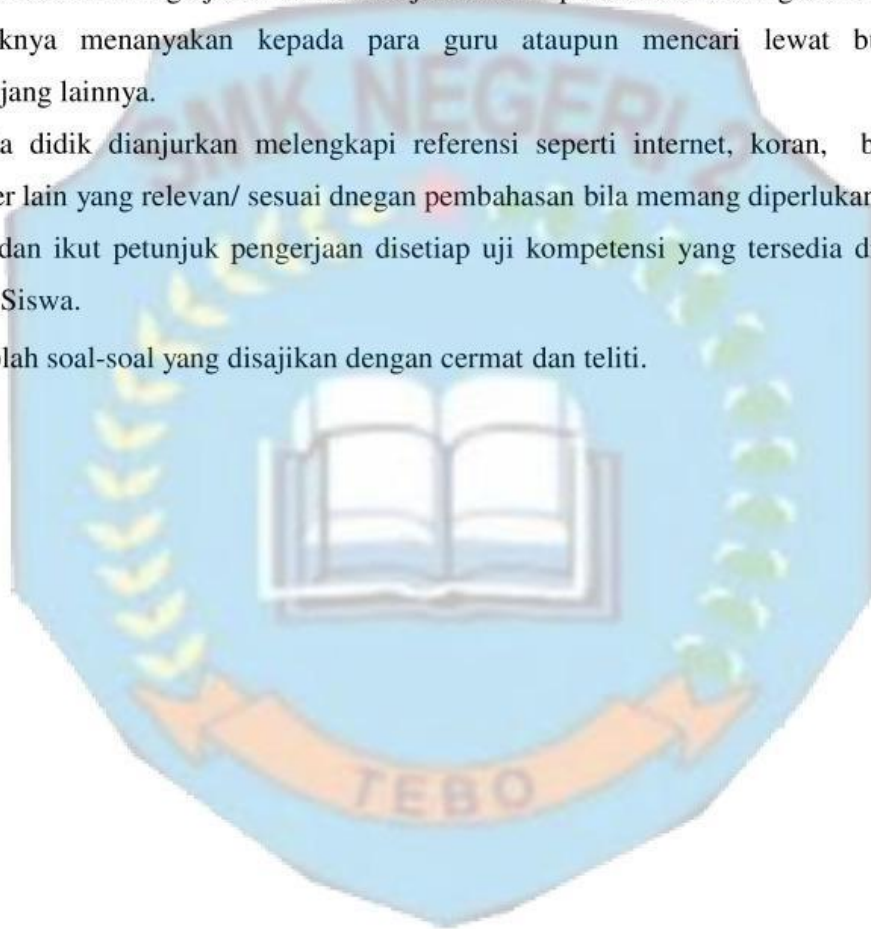 knya menanyakan kepada para guru ataupun mencari lewat
jang lainnya.
a didik dianjurkan melengkapi referensi seperti internet, koran,
er lain yang relevan/ sesuai dnegan pembahasan bila memang diperlukan
dan ikut petunjuk pengerjaan disetiap uji kompetensi yang tersedia
Siswa.
lah soal-soal yang disajikan dengan cermat dan teliti.
SMK NEGERI 2
TEBO